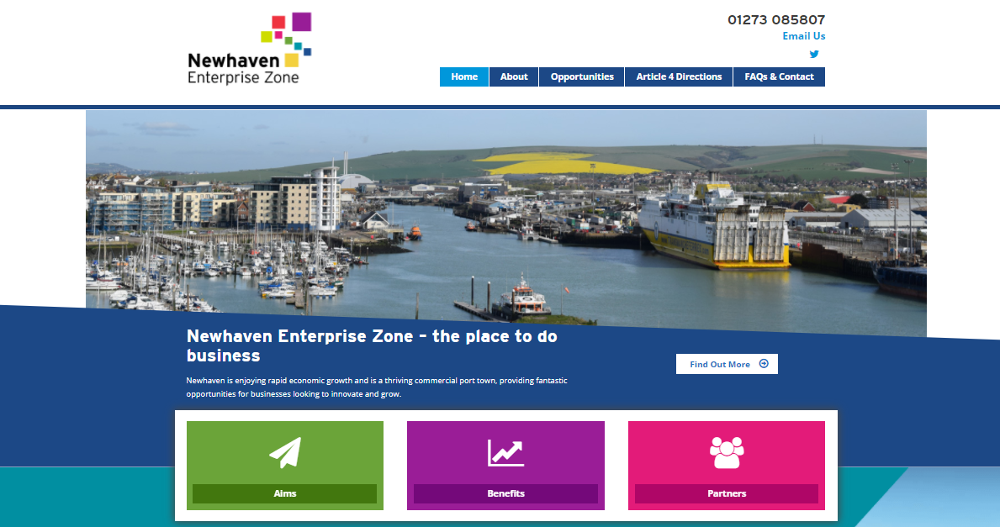 Newhaven
Enterprise Zone
01273 085807
Email Us
Home
About
Opportunities
Article 4 Directions
FAQs & Contact
Newhaven Enterprise Zone – the place to do
business
Newhaven is enjoying rapid economic growth and is a thriving commercial port town, providing fantastic
opportunities for businesses looking to innovate and grow.
Find Out More
Aims
Benefits
Partners